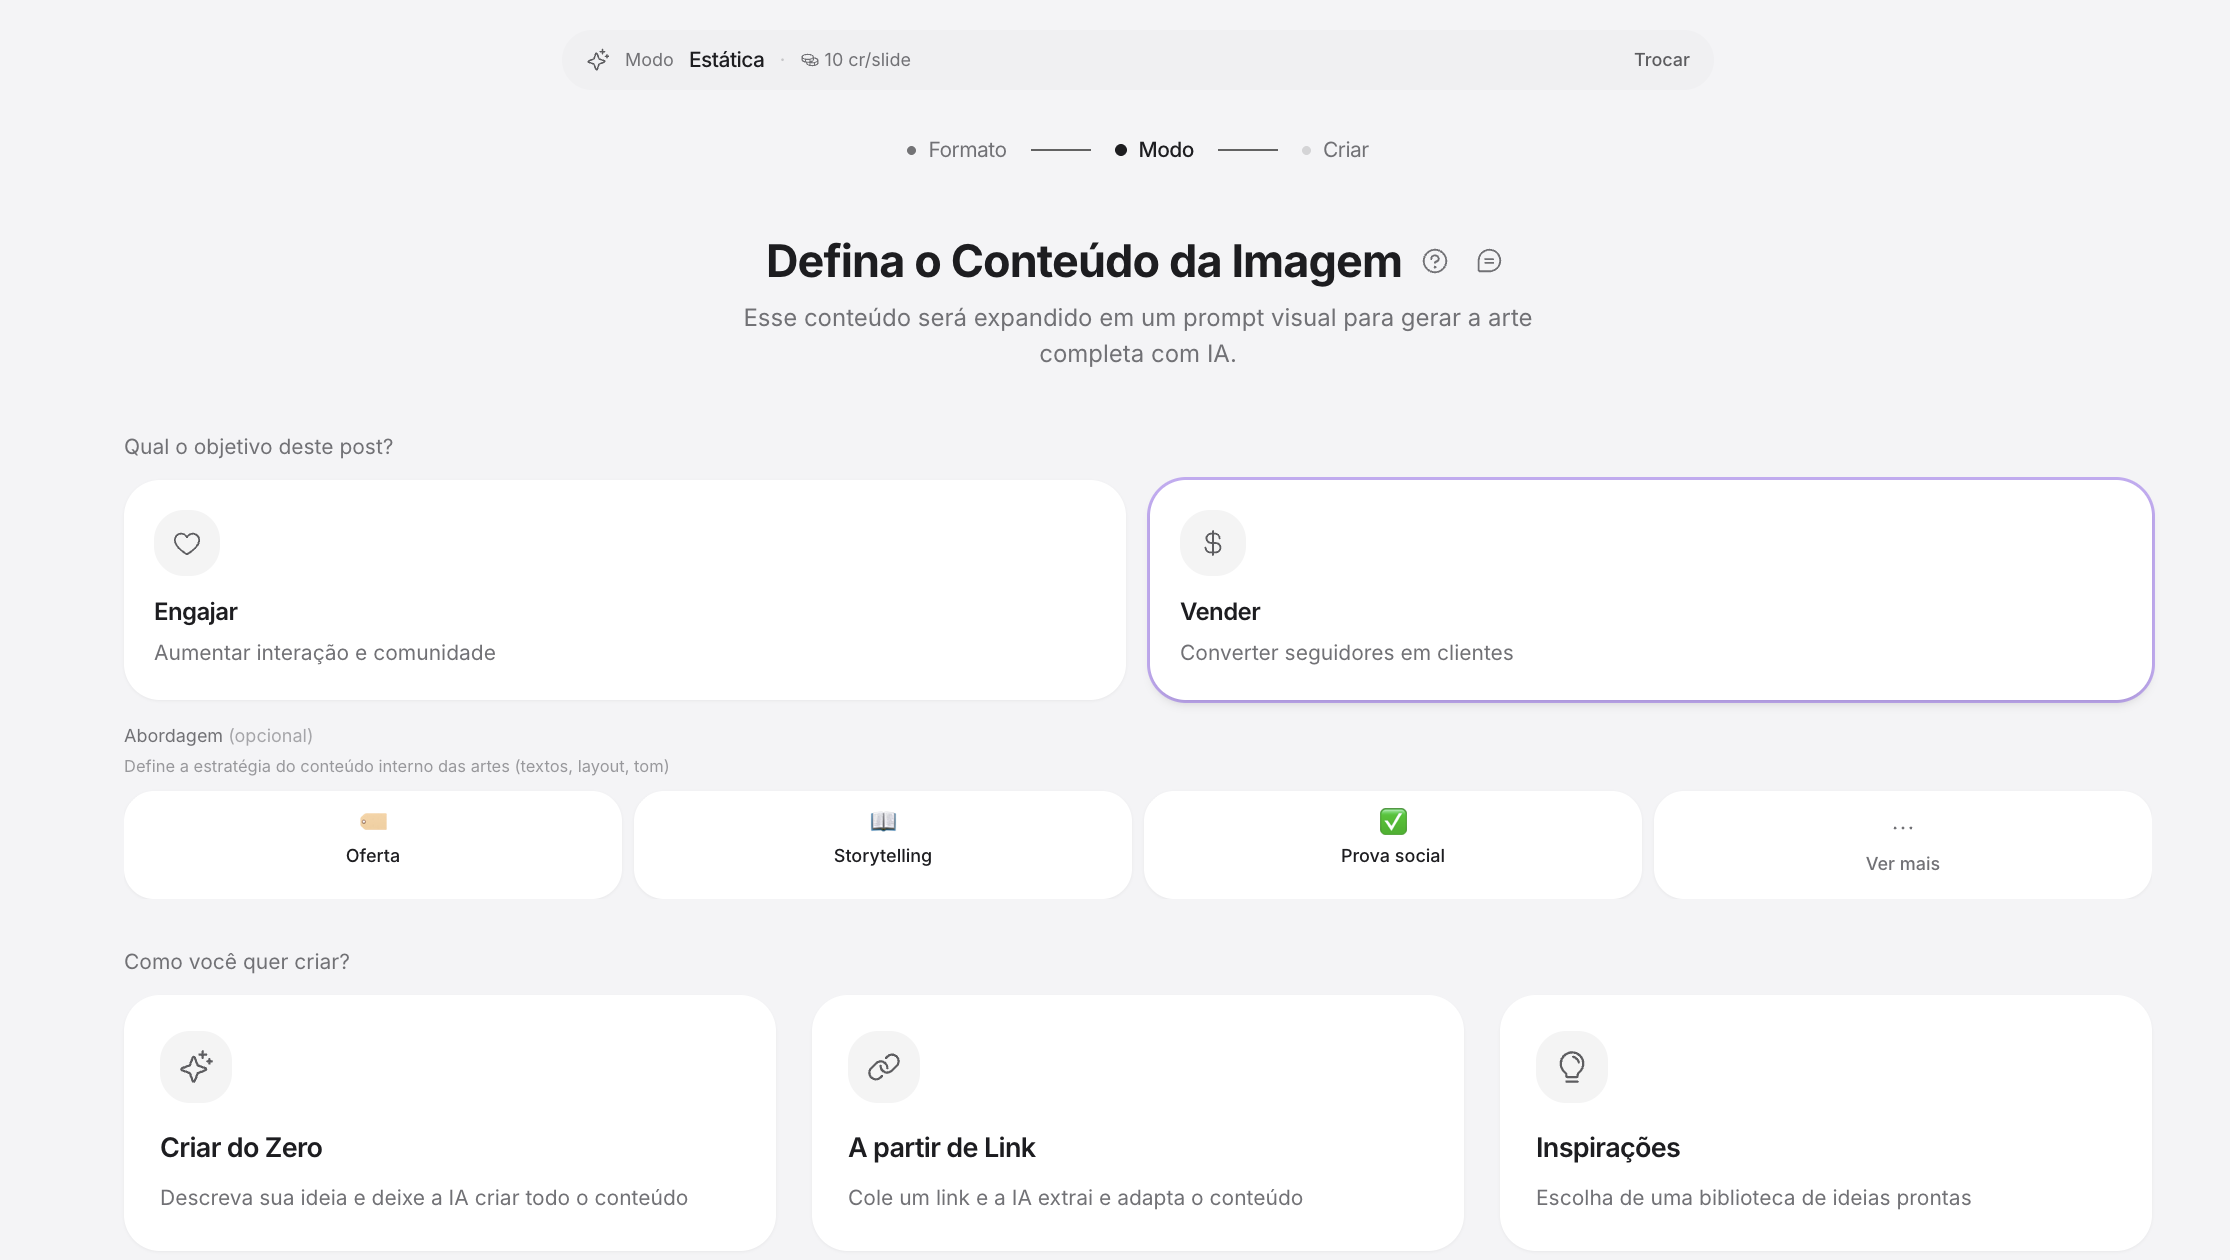 Modo Estática · 10 cr/slide Trocar
Formato Modo Criar
Defina o Conteúdo da Imagem
Esse conteúdo será expandido em um prompt visual para gerar a arte
completa com IA.
Qual o objetivo deste post?
Engajar
Aumentar interação e comunidade
$
Vender
Converter seguidores em clientes
Abordagem (opcional)
Define a estratégia do conteúdo interno das artes (textos, layout, tom)
Oferta
Storytelling
Prova social
...
Ver mais
Como você quer criar?
Criar do Zero
Descreva sua ideia e deixe a IA criar todo o conteúdo
A partir de Link
Cole um link e a IA extrai e adapta o conteúdo
Inspirações
Escolha de uma biblioteca de ideias prontas